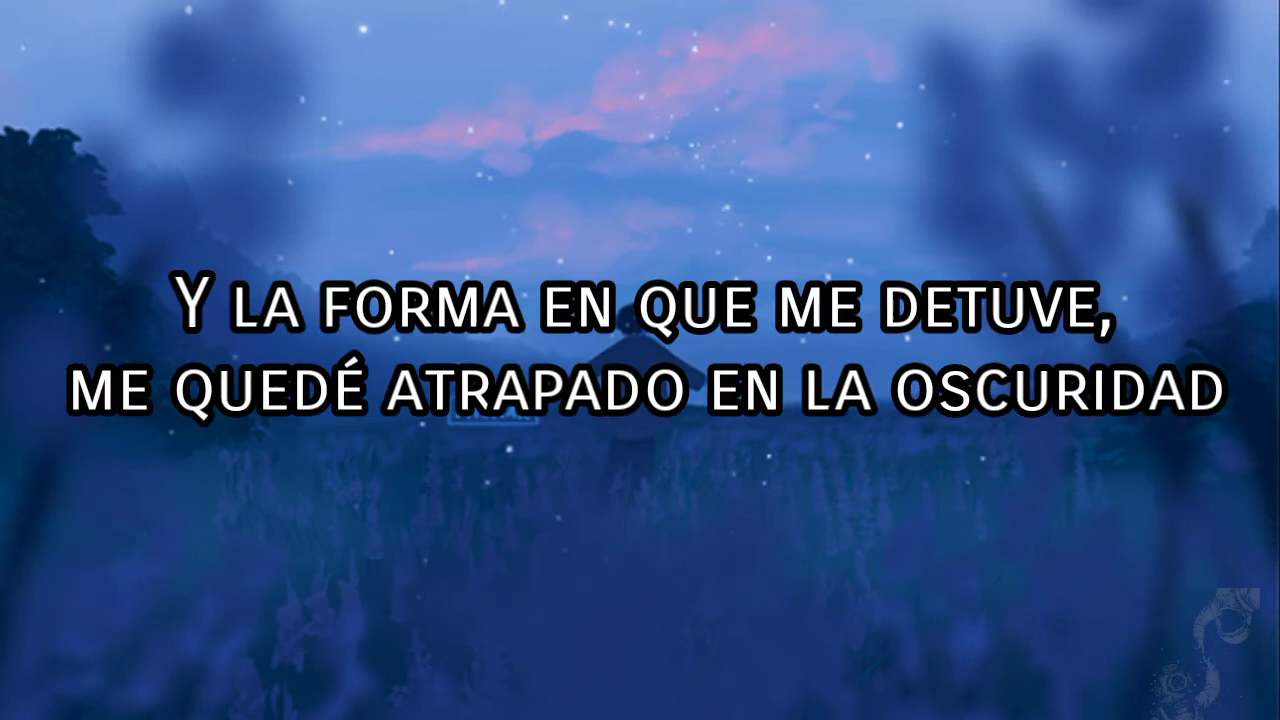 Y LA FORMA EN QUE ME DETUVE,
ME QUEDÉ ATRAPADO EN LA OSCURIDAD